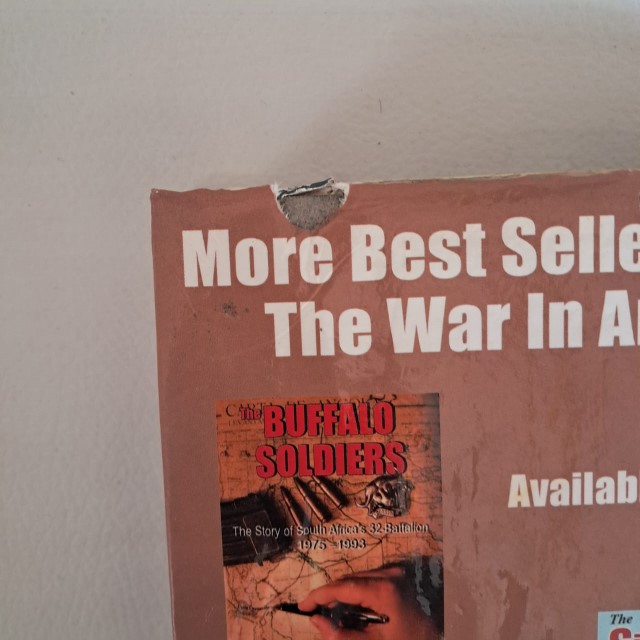 More Best Selle
The War In A
THE
BUFFALO
SOLDIERS
The Story of South Africa's 32-Battalion
1975 - 1993
Availab
The